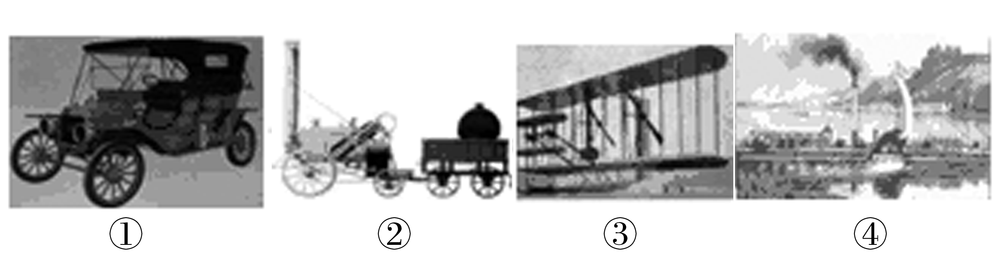 ① ② ③ ④